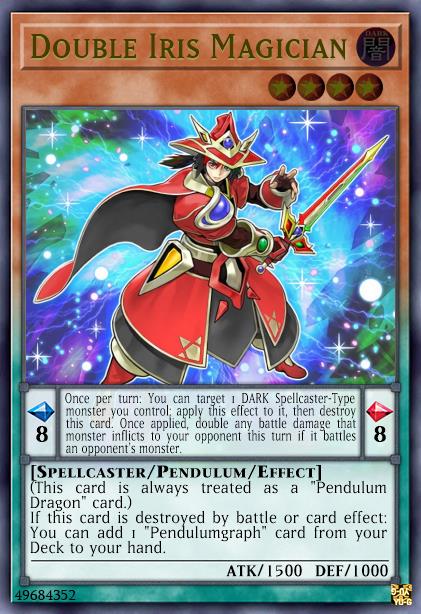 DOUBLE IRIS MAGICIAN
DARK
闇
Once per turn: You can target 1 DARK Spellcaster-Type
monster you control; apply this effect to it, then destroy
this card. Once applied, double any battle damage that
monster inflicts to your opponent this turn if it battles
an opponent's monster.
8
8
[SPELLCASTER/PENDULUM/EFFECT]
(This card is always treated as a "Pendulum
Dragon" card.)
If this card is destroyed by battle or card effect:
You can add 1 "Pendulumgraph" card from your
Deck to your hand.
ATK/1500 DEF/1000
49684352